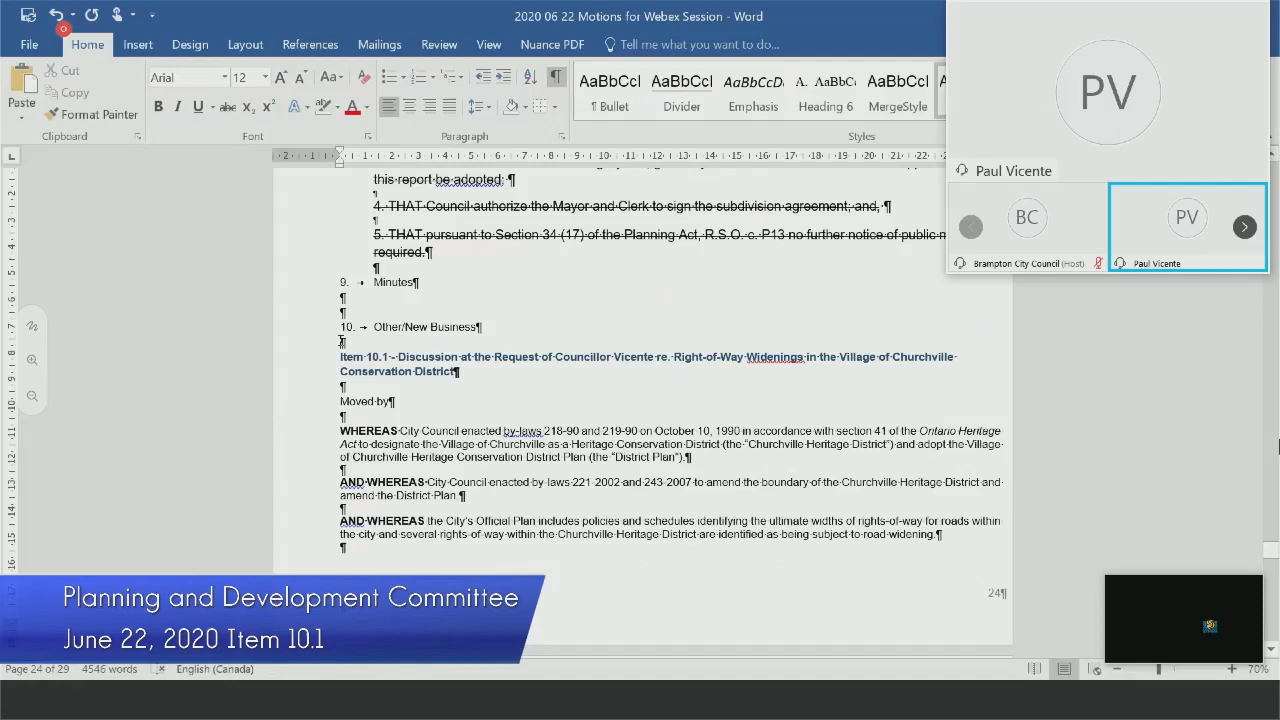 2020 06 22 Motions for Webex Session - Word
File Home Insert Design Layout References Mailings Review View Nuance PDF Tell me what you want to do...
Cut
Copy
Format Painter
Paste
Clipboard
Arial 12
Font
Paragraph
AaBbCcI AaBbCcI AaBbCcDc A. AaBbC AaBbCcI
¶ Bullet Divider Emphasis Heading 6 MergeStyle
Styles
PV
Paul Vicente
BC PV
Brampton City Council (Host) Paul Vicente
this report be adopted; ¶
¶
4. THAT Council authorize the Mayor and Clerk to sign the subdivision agreement; and, ¶
¶
5. THAT pursuant to Section 34 (17) of the Planning Act, R.S.O. c. P13 no further notice of public m
required.¶
¶
9. → Minutes¶
¶
¶
10. → Other/New Business¶
¶
Item 10.1 - Discussion at the Request of Councillor Vicente re. Right-of-Way Widenings in the Village of Churchville
Conservation District¶
¶
Moved by¶
¶
WHEREAS City Council enacted by-laws 218-90 and 219-90 on October 10, 1990 in accordance with section 41 of the Ontario Heritage
Act to designate the Village of Churchville as a Heritage Conservation District (the “Churchville Heritage District”) and adopt the Village
of Churchville Heritage Conservation District Plan (the “District Plan”).¶
¶
AND WHEREAS City Council enacted by-laws 221-2002 and 243-2007 to amend the boundary of the Churchville Heritage District and
amend the District Plan.¶
¶
AND WHEREAS the City’s Official Plan includes policies and schedules identifying the ultimate widths of rights-of-way for roads within
the city and several rights-of-way within the Churchville Heritage District are identified as being subject to road widening.¶
¶
24¶
Planning and Development Committee
June 22, 2020 Item 10.1
Page 24 of 29 4546 words English (Canada) 70%